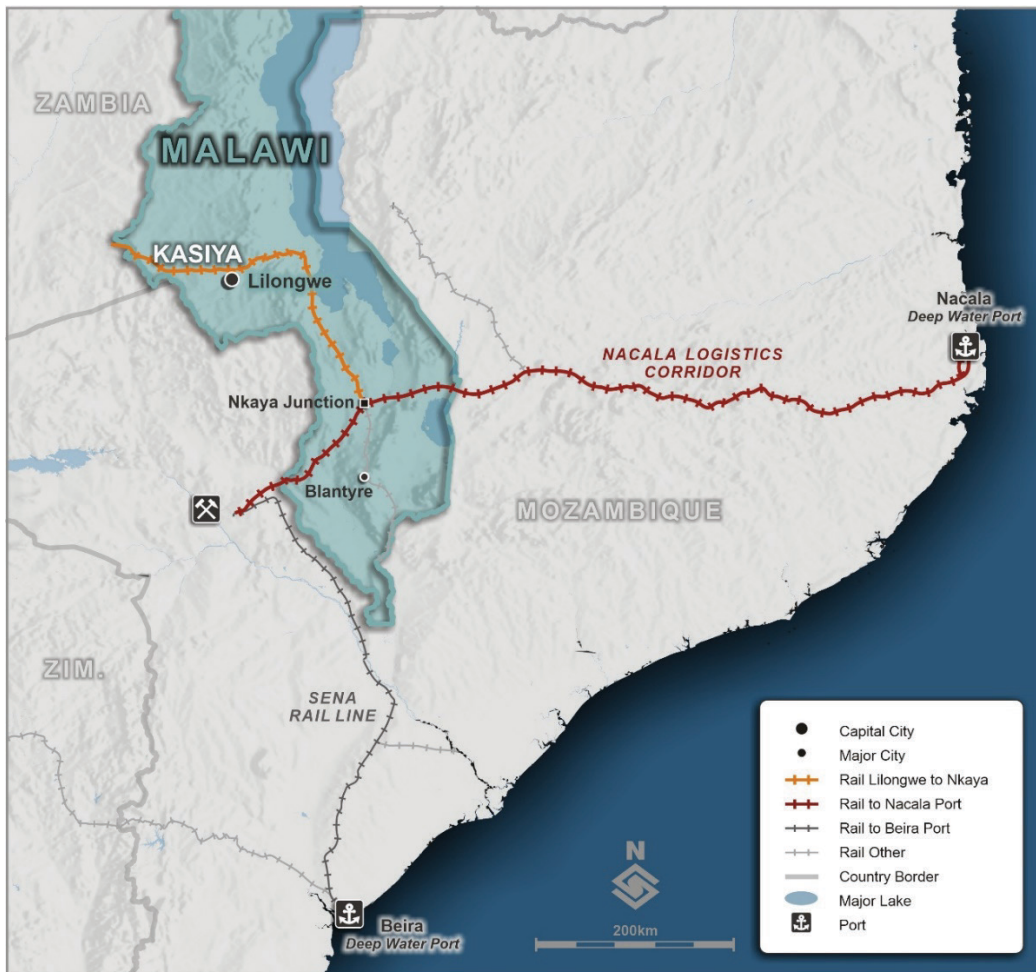 ZAMBIA
MALAWI
KASIYA
Lilongwe
Nacala
Deep Water Port
NACALA LOGISTICS
CORRIDOR
Nkaya Junction
Blantyre
MOZAMBIQUE
ZIM.
SENA
RAIL LINE
Beira
Deep Water Port
N
200km
Capital City
Major City
Rail Lilongwe to Nkaya
Rail to Nacala Port
Rail to Beira Port
Rail Other
Country Border
Major Lake
Port